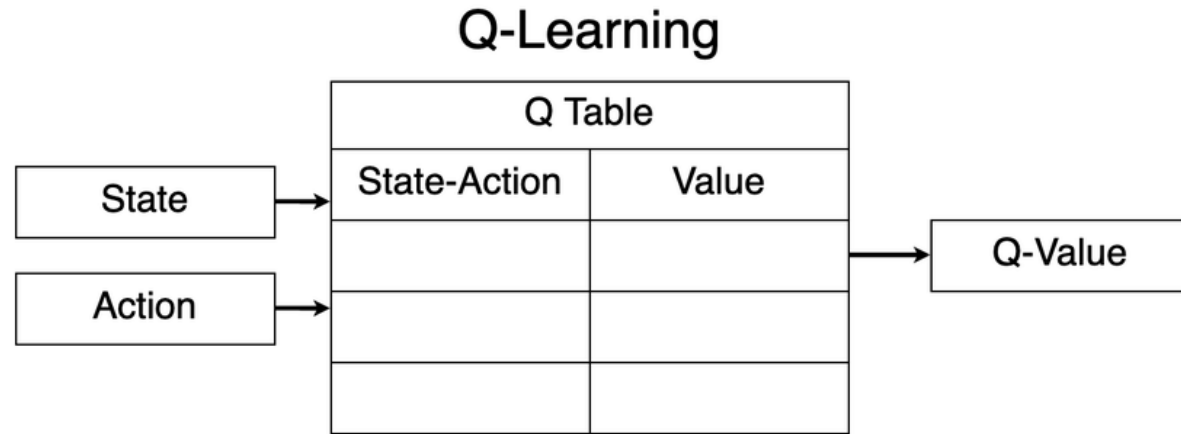 Q-Learning
Q Table
State-Action Value
State
Action
Q-Value